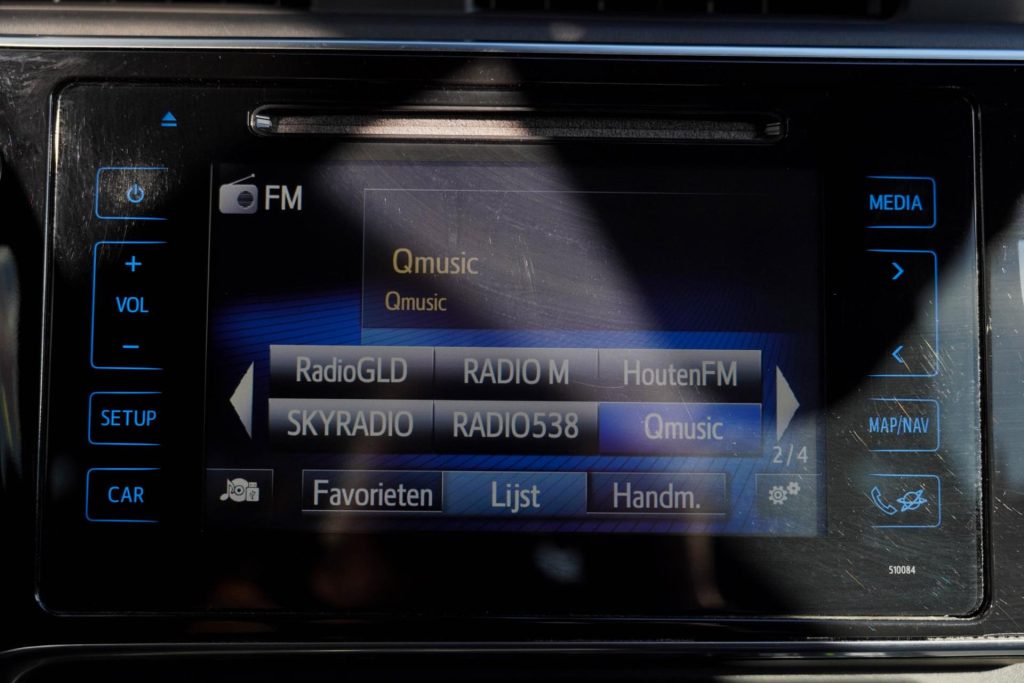 FM
MEDIA
+
VOL
-
SETUP
CAR
Qmusic
Qmusic
RadioGLD RADIO M HoutenFM
SKYRADIO RADIO538 Qmusic
2/4
Favorieten Lijst Handm.
MAP/NAV
510084